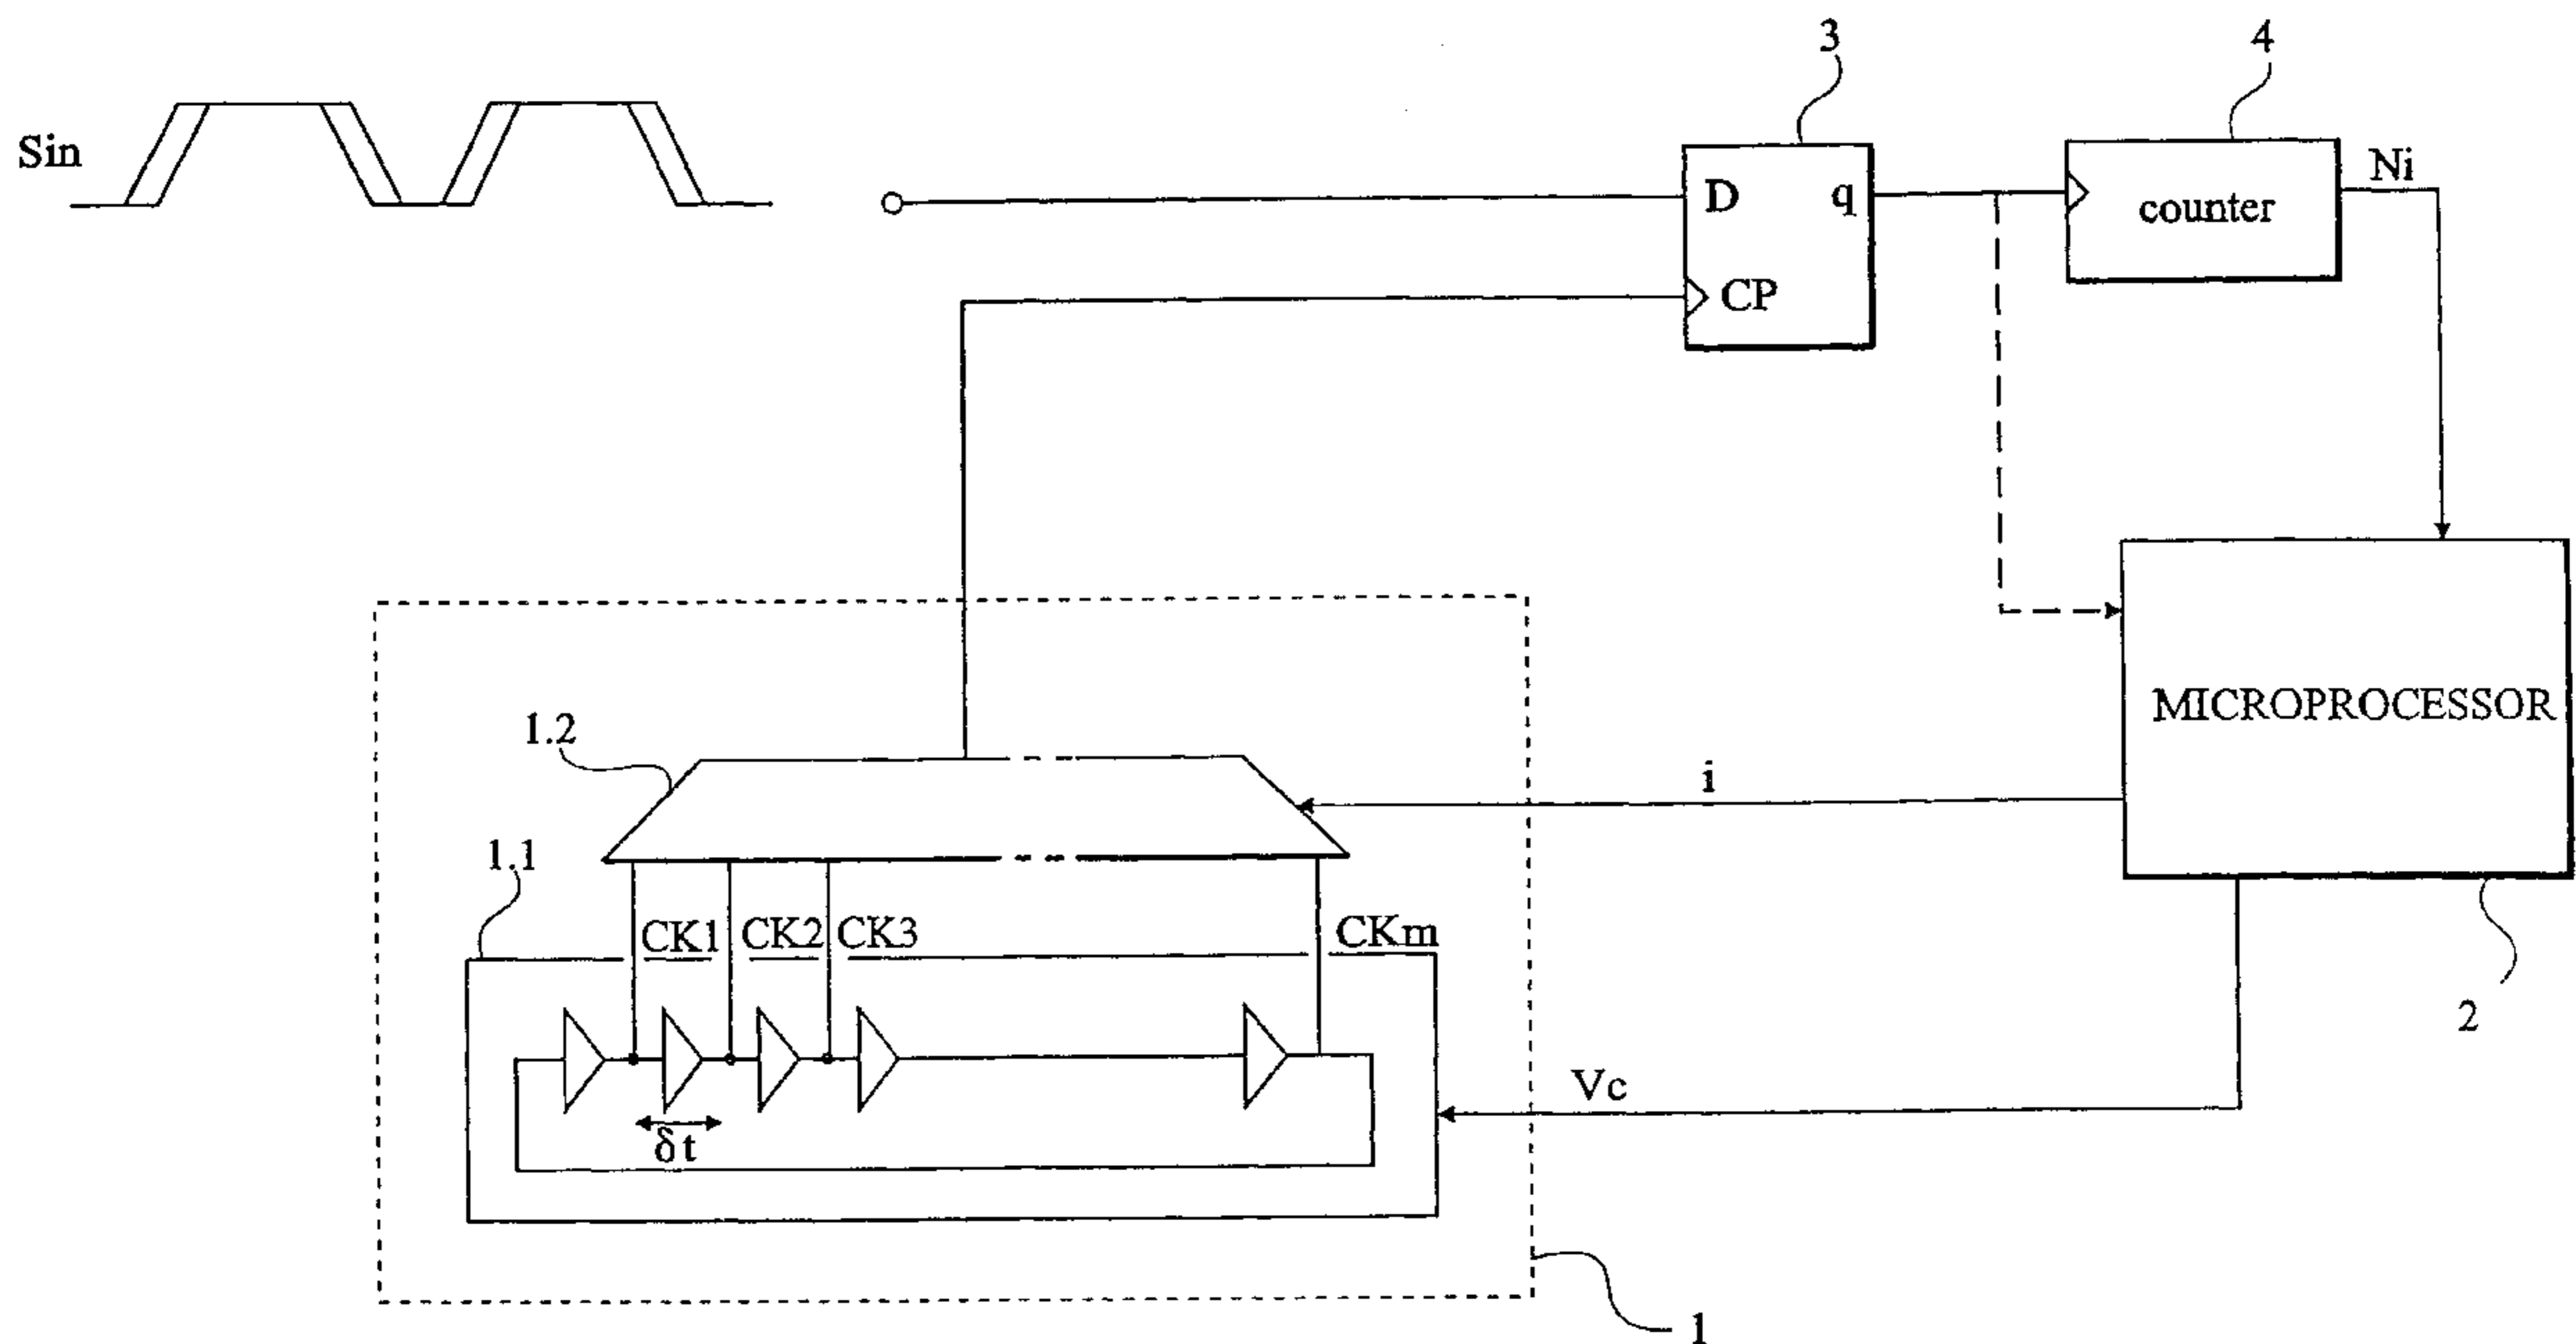 3
4
Sin
D
q
CP
counter
Ni
MICROPROCESSOR
1.2
i
1.1
CK1
CK2
CK3
CKm
2
δt
Vc
1